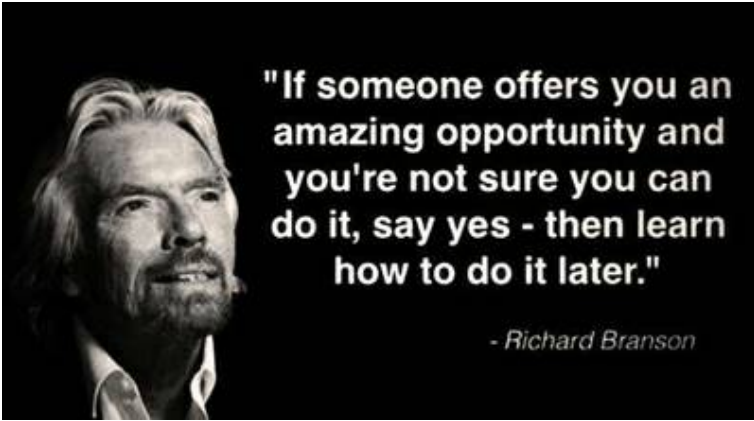 "If someone offers you an
amazing opportunity and
you're not sure you can
do it, say yes - then learn
how to do it later."
- Richard Branson